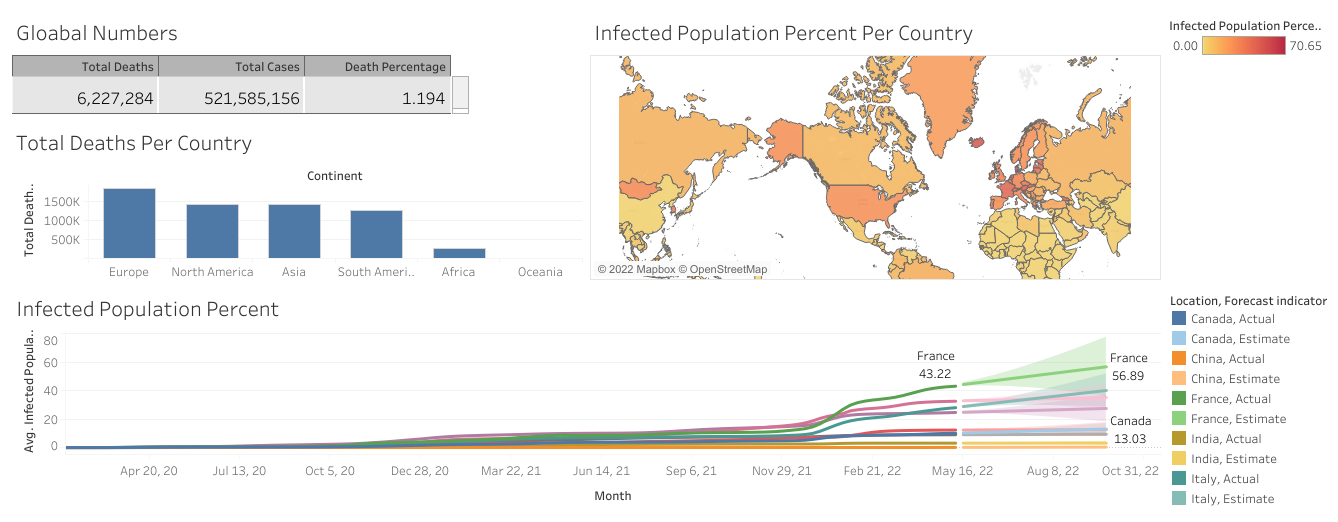 Gloabal Numbers
Total Deaths Total Cases Death Percentage
6,227,284 521,585,156 1.194
Total Deaths Per Country
Continent
Total Death..
1500K
1000K
500K
Europe North America Asia South Ameri.. Africa Oceania
Infected Population Percent Per Country
© 2022 Mapbox © OpenStreetMap
Infected Population Perce..
0.00 70.65
Infected Population Percent
Avg. Infected Popula..
80
60
40
20
0
France
43.22
France
56.89
Canada
13.03
Apr 20, 20 Jul 13, 20 Oct 5, 20 Dec 28, 20 Mar 22, 21 Jun 14, 21 Sep 6, 21 Nov 29, 21 Feb 21, 22 May 16, 22 Aug 8, 22 Oct 31, 22
Month
Location, Forecast indicator
Canada, Actual
Canada, Estimate
China, Actual
China, Estimate
France, Actual
France, Estimate
India, Actual
India, Estimate
Italy, Actual
Italy, Estimate